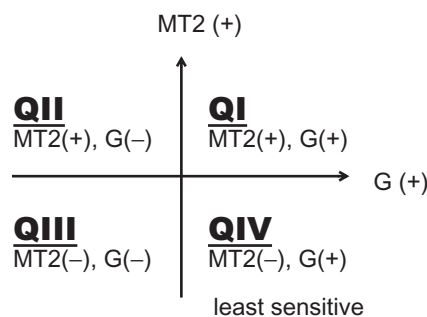 MT2 (+)
QII QI
MT2(+), G(–) MT2(+), G(+)
G (+)
QIII QIV
MT2(–), G(–) MT2(–), G(+)
least sensitive